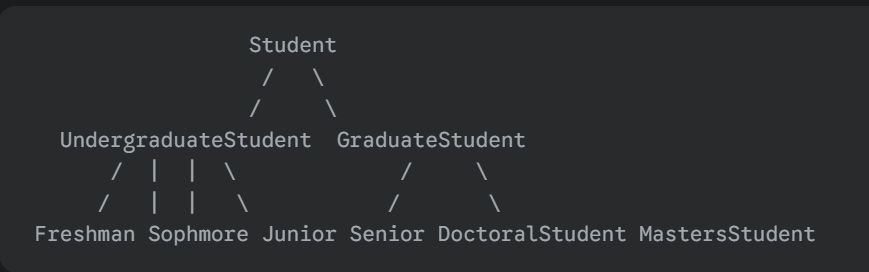 Student
/ \
/ \
UndergraduateStudent GraduateStudent
/ | | \ / \
/ | | \ / \
Freshman Sophmore Junior Senior DoctoralStudent MastersStudent